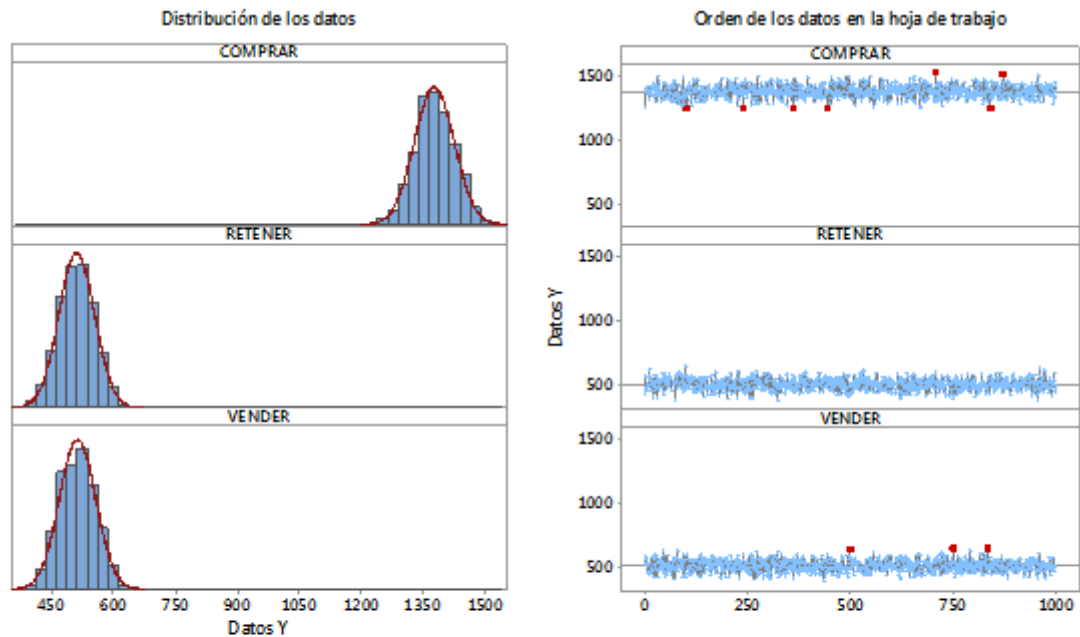 Distribución de los datos
COMPRAR
RETENER
VENDER
450 600 750 900 1050 1200 1350 1500
Datos Y
Orden de los datos en la hoja de trabajo
COMPRAR
1500
1000
500
RETENER
1500
1000
500
VENDER
1500
1000
500
Datos Y
0 250 500 750 1000